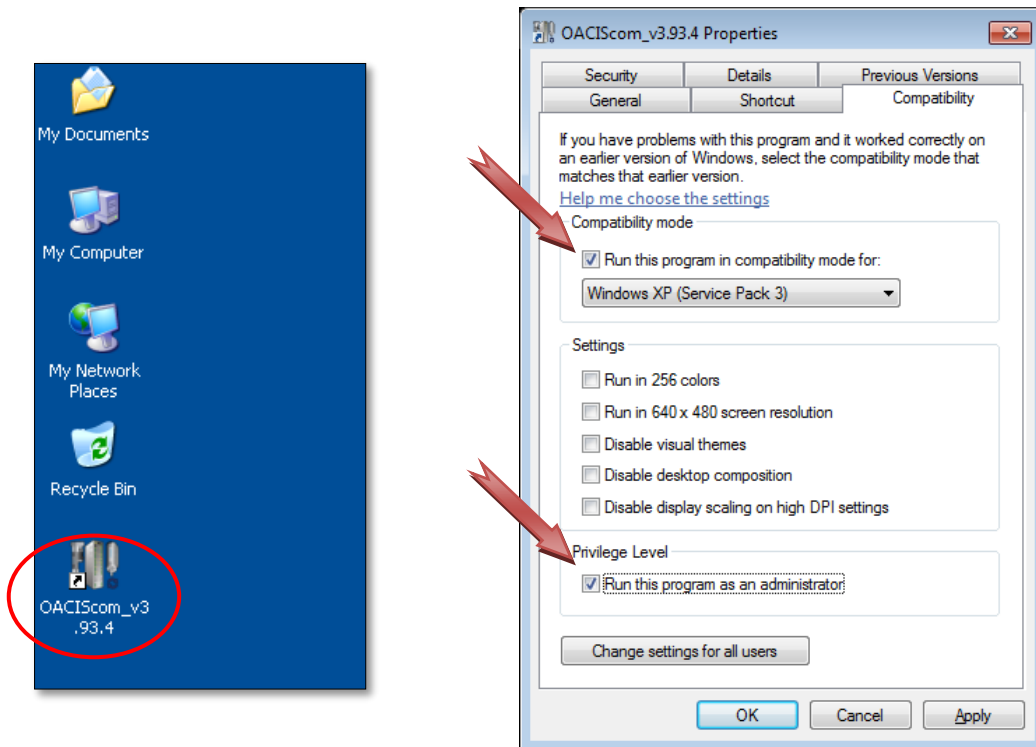 My Documents
My Computer
My Network
Places
Recycle Bin
OACIScom_v3
.93.4
OACIScom_v3.93.4 Properties
Security
Details
Previous Versions
General
Shortcut
Compatibility
If you have problems with this program and it worked correctly on
an earlier version of Windows, select the compatibility mode that
matches that earlier version.
Help me choose the settings
Compatibility mode
Run this program in compatibility mode for:
Windows XP (Service Pack 3)
Settings
Run in 256 colors
Run in 640 x 480 screen resolution
Disable visual themes
Disable desktop composition
Disable display scaling on high DPI settings
Privilege Level
Run this program as an administrator
Change settings for all users
OK
Cancel
Apply